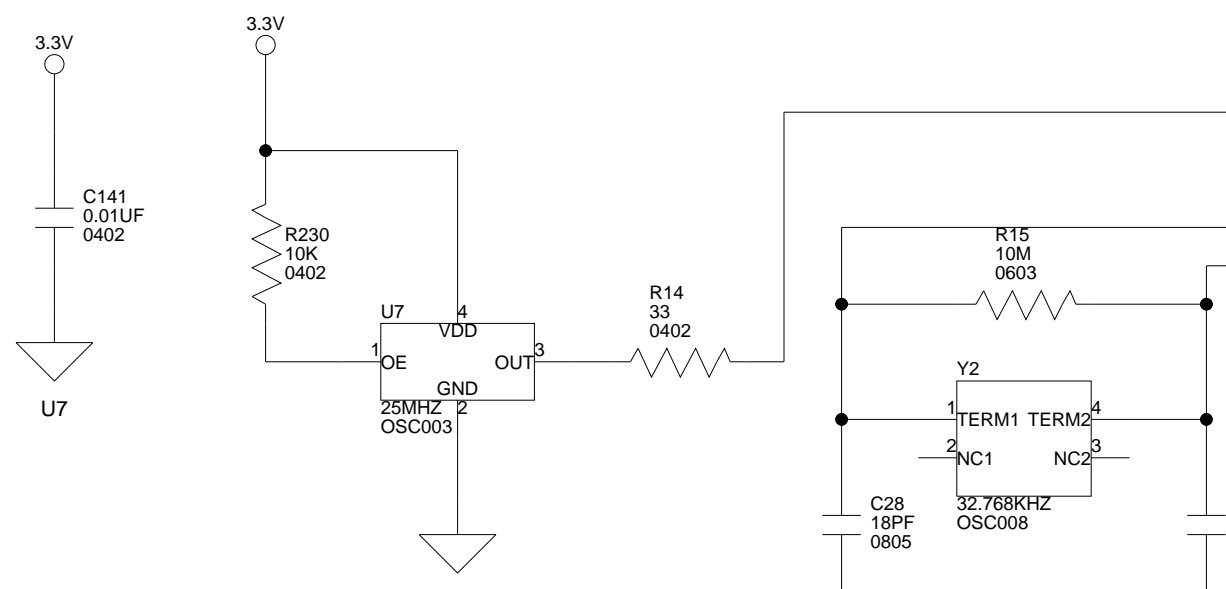 3.3V
C141
0.01UF
0402
U7
3.3V
R230
10K
0402
U7
4
VDD
1
OE
OUT
3
GND
2
25MHZ
OSC003
R14
33
0402
R15
10M
0603
Y2
1
TERM1
TERM2
4
2
NC1
NC2
3
32.768KHZ
OSC008
C28
18PF
0805